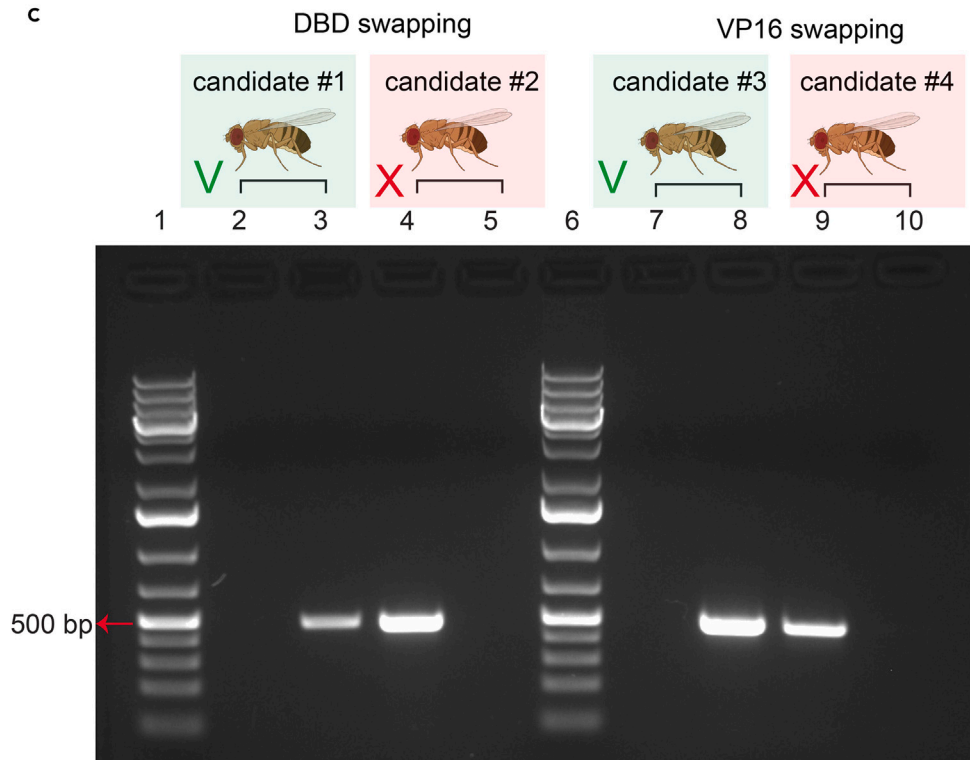 c
DBD swapping
VP16 swapping
candidate #1
candidate #2
candidate #3
candidate #4
V
X
V
X
1 2 3 4 5 6 7 8 9 10
500 bp